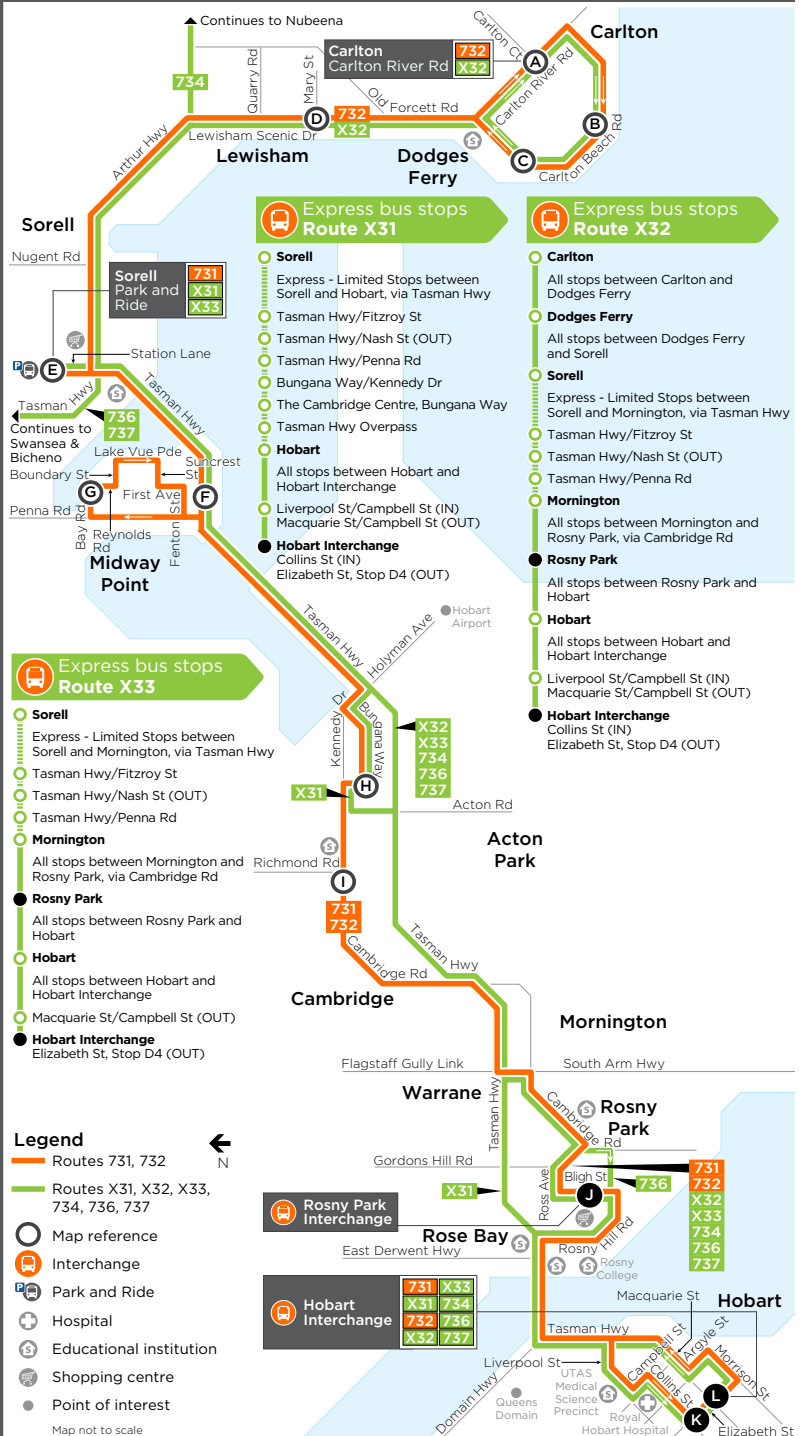 Continues to Nubeena
734
Quarry Rd
Mary St
Old
Forcett Rd
Carlton
Carlton River Rd
732
X32
Carlton Ct
Carlton
A
Carlton River Rd
B
Carlton Beach Rd
C
D
732
X32
Lewisham Scenic Dr
Arthur Hwy
Lewisham
Dodges
Ferry
Sorell
Nugent Rd
Sorell
Park and
Ride
731
X31
X33
P
E
Station Lane
Tasman Hwy
Tasman Hwy
Continues to
Swansea &
Bicheno
736
737
Lake Vue Pde
Boundary St
Suncrest
St
G
First Ave
F
Penna Rd
Bay Rd
Reynolds
Rd
Fenton St
Midway
Point
Express bus stops
Route X31
Sorell
Express - Limited Stops between
Sorell and Hobart, via Tasman Hwy
Tasman Hwy/Fitzroy St
Tasman Hwy/Nash St (OUT)
Tasman Hwy/Penna Rd
Bungana Way/Kennedy Dr
The Cambridge Centre, Bungana Way
Tasman Hwy Overpass
Hobart
All stops between Hobart and
Hobart Interchange
Liverpool St/Campbell St (IN)
Macquarie St/Campbell St (OUT)
Hobart Interchange
Collins St (IN)
Elizabeth St, Stop D4 (OUT)
Express bus stops
Route X32
Carlton
All stops between Carlton and
Dodges Ferry
Dodges Ferry
All stops between Dodges Ferry
and Sorell
Sorell
Express - Limited Stops between
Sorell and Mornington, via Tasman Hwy
Tasman Hwy/Fitzroy St
Tasman Hwy/Nash St (OUT)
Tasman Hwy/Penna Rd
Mornington
All stops between Mornington and
Rosny Park, via Cambridge Rd
Rosny Park
All stops between Rosny Park and
Hobart
Hobart
All stops between Hobart and
Hobart Interchange
Liverpool St/Campbell St (IN)
Macquarie St/Campbell St (OUT)
Hobart Interchange
Collins St (IN)
Elizabeth St, Stop D4 (OUT)
Tasman Hwy
Holyman Ave
Hobart
Airport
Express bus stops
Route X33
Sorell
Express - Limited Stops between
Sorell and Mornington, via Tasman Hwy
Tasman Hwy/Fitzroy St
Tasman Hwy/Nash St (OUT)
Tasman Hwy/Penna Rd
Mornington
All stops between Mornington and
Rosny Park, via Cambridge Rd
Rosny Park
All stops between Rosny Park and
Hobart
Hobart
All stops between Hobart and
Hobart Interchange
Macquarie St/Campbell St (OUT)
Hobart Interchange
Elizabeth St, Stop D4 (OUT)
Kennedy Dr
Bungana Way
X32
X33
734
736
737
X31
H
Acton Rd
Acton
Park
Richmond Rd
I
731
732
Tasman Hwy
Cambridge Rd
Cambridge
Mornington
Flagstaff Gully Link
South Arm Hwy
Warrane
Tasman Hwy
Cambridge Rd
Rosny
Park
Gordons Hill Rd
Bligh St
X31
Ross Ave
J
736
731
732
X32
X33
734
736
737
Rosny Park
Interchange
Rose Bay
East Derwent Hwy
Rosny Hill Rd
Rosny
College
Hobart
Interchange
731
X33
X31
734
732
736
X32
737
Macquarie St
Hobart
Tasman Hwy
Liverpool St
Campbell St
Argyle St
Morrison St
Collins St
UTAS
Medical
Science
Precinct
Domain Hwy
Queens
Domain
Royal
Hobart Hospital
L
K
Elizabeth St
Legend
N
Routes 731, 732
Routes X31, X32, X33,
734, 736, 737
Map reference
Interchange
P
Park and Ride
Hospital
Educational institution
Shopping centre
Point of interest
Map not to scale